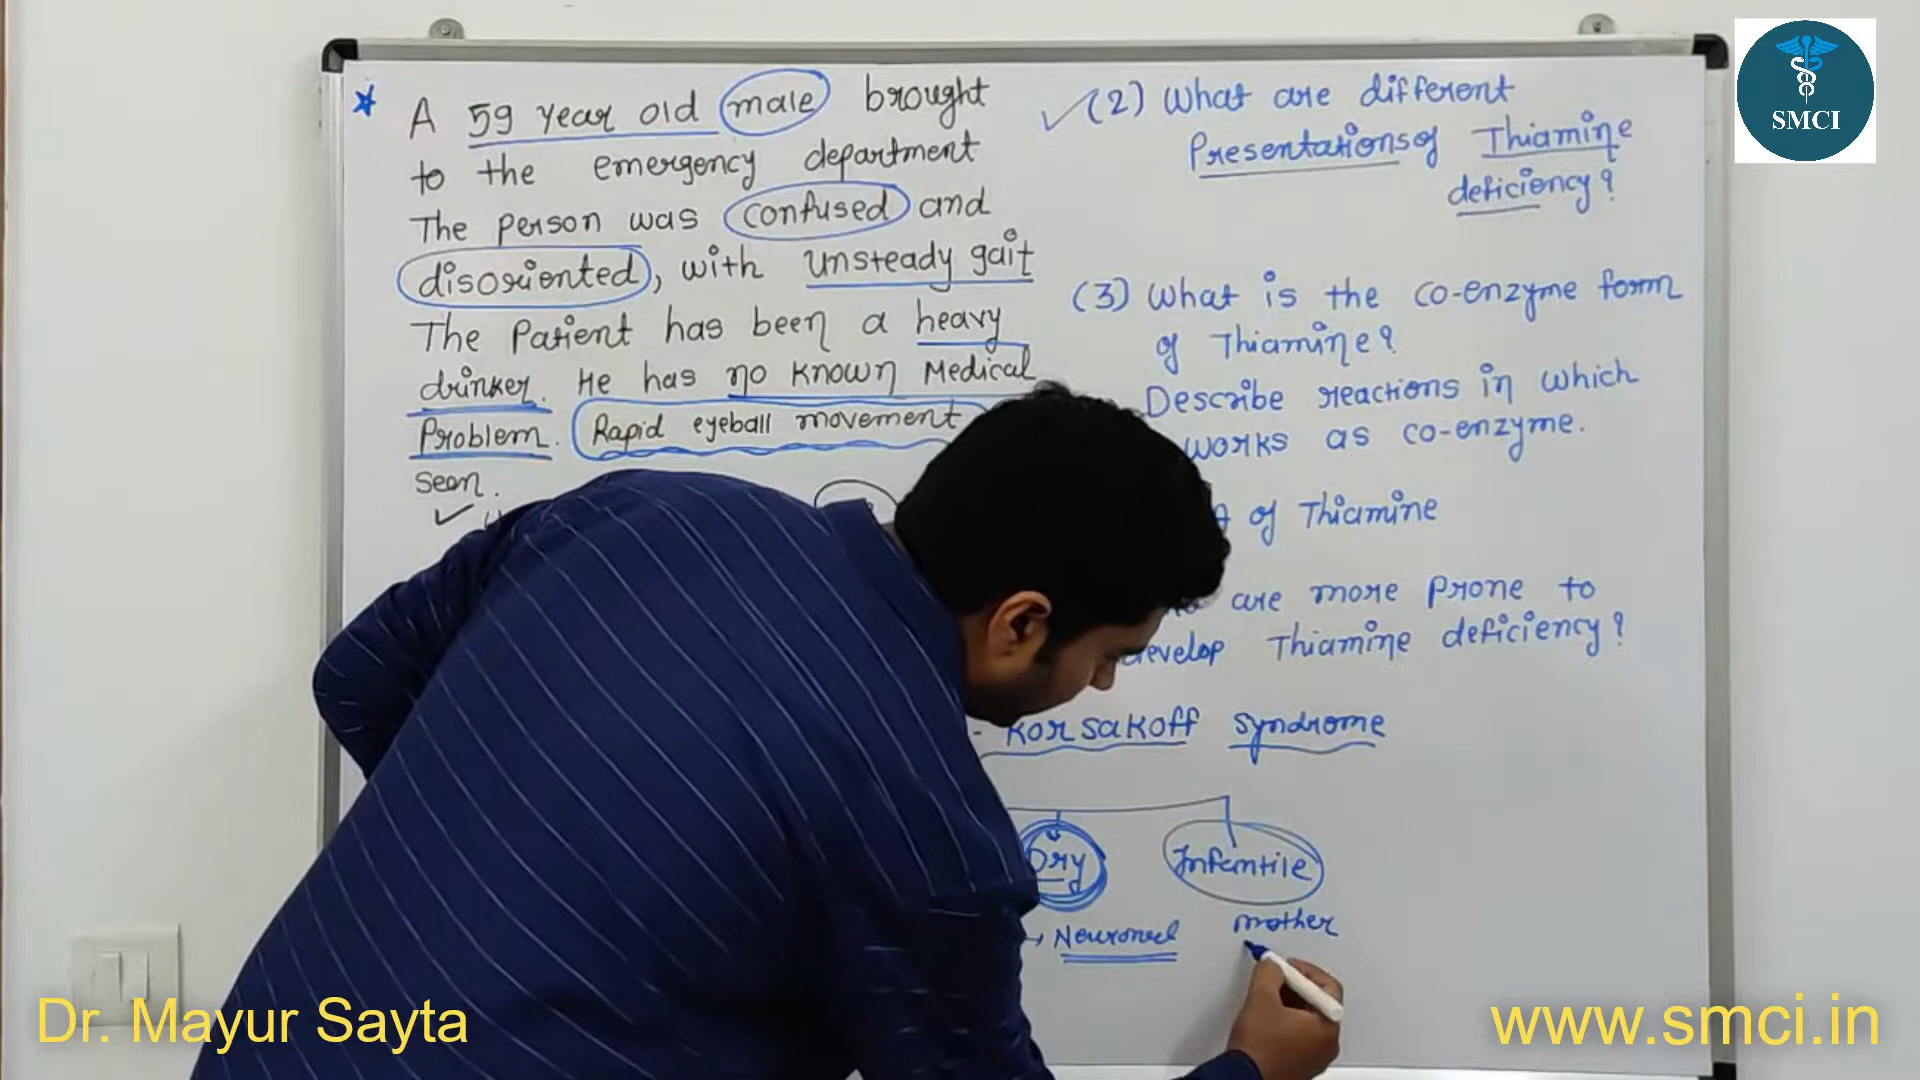 A 59 year old male brought
to the emergency department
The person was confused and
disoriented, with unsteady gait
The Patient has been a heavy
drinker. He has no known Medical
Problem. Rapid eyeball movement
seen.
(2) What are different
Presentations of Thiamine
deficiency?
(3) What is the co-enzyme form
of Thiamine?
Describe reactions in which
works as co-enzyme.
of Thiamine
are more Prone to
develop Thiamine deficiency?
- Korsakoff syndrome
Dry
Infantile
→ Neuronal
mother
SMCI
Dr. Mayur Sayta
www.smci.in